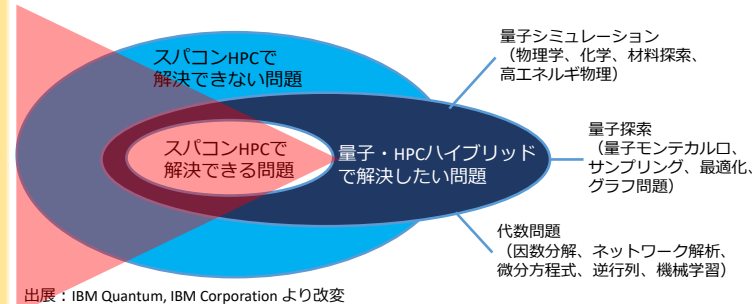 スパコンHPCで
解決できない問題
スパコンHPCで
解決できる問題
量子・HPCハイブリッド
で解決したい問題
量子シミュレーション
（物理学、化学、材料探索、
高エネルギ物理）
量子探索
（量子モンテカルロ、
サンプリング、最適化、
グラフ問題）
代数問題
（因数分解、ネットワーク解析、
微分方程式、逆行列、機械学習）
出展：IBM Quantum, IBM Corporation より改変